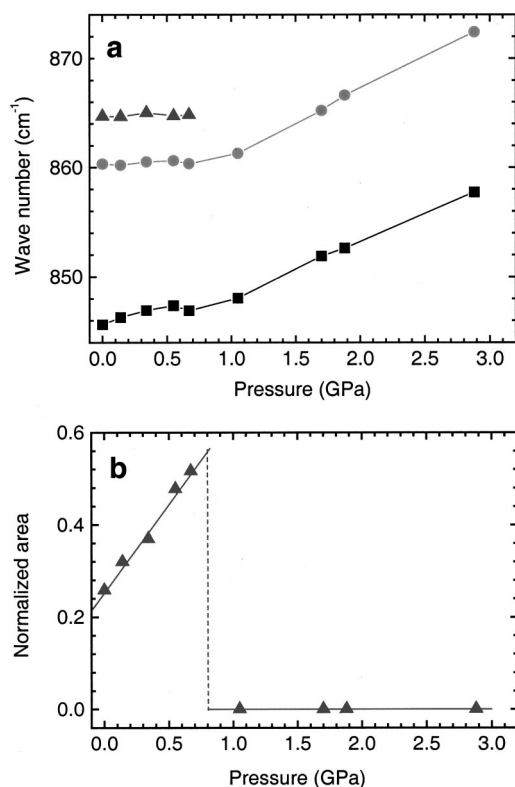 a
870
860
850
Wave number (cm⁻¹)
0.0 0.5 1.0 1.5 2.0 2.5 3.0
Pressure (GPa)
b
0.6
0.4
0.2
0.0
Normalized area
0.0 0.5 1.0 1.5 2.0 2.5 3.0
Pressure (GPa)